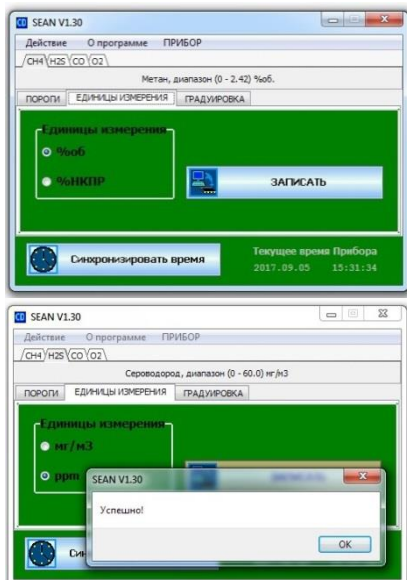 SEAN V1.30
Действие О программе ПРИБОР
CH4 H2S CO O2
Метан, диапазон (0 - 2.42) %об.
ПОРОГИ ЕДИНИЦЫ ИЗМЕРЕНИЯ ГРАДУИРОВКА
Единицы измерения
%об
%НКПР
ЗАПИСАТЬ
Синхронизировать время
Текущее время Прибора
2017.09.05 15:31:34
SEAN V1.30
Действие О программе ПРИБОР
CH4 H2S CO O2
Сероводород, диапазон (0 - 60.0) мг/м3
ПОРОГИ ЕДИНИЦЫ ИЗМЕРЕНИЯ ГРАДУИРОВКА
Единицы измерения
мг/м3
ppm
SEAN V1.30
Успешно!
OK
Син